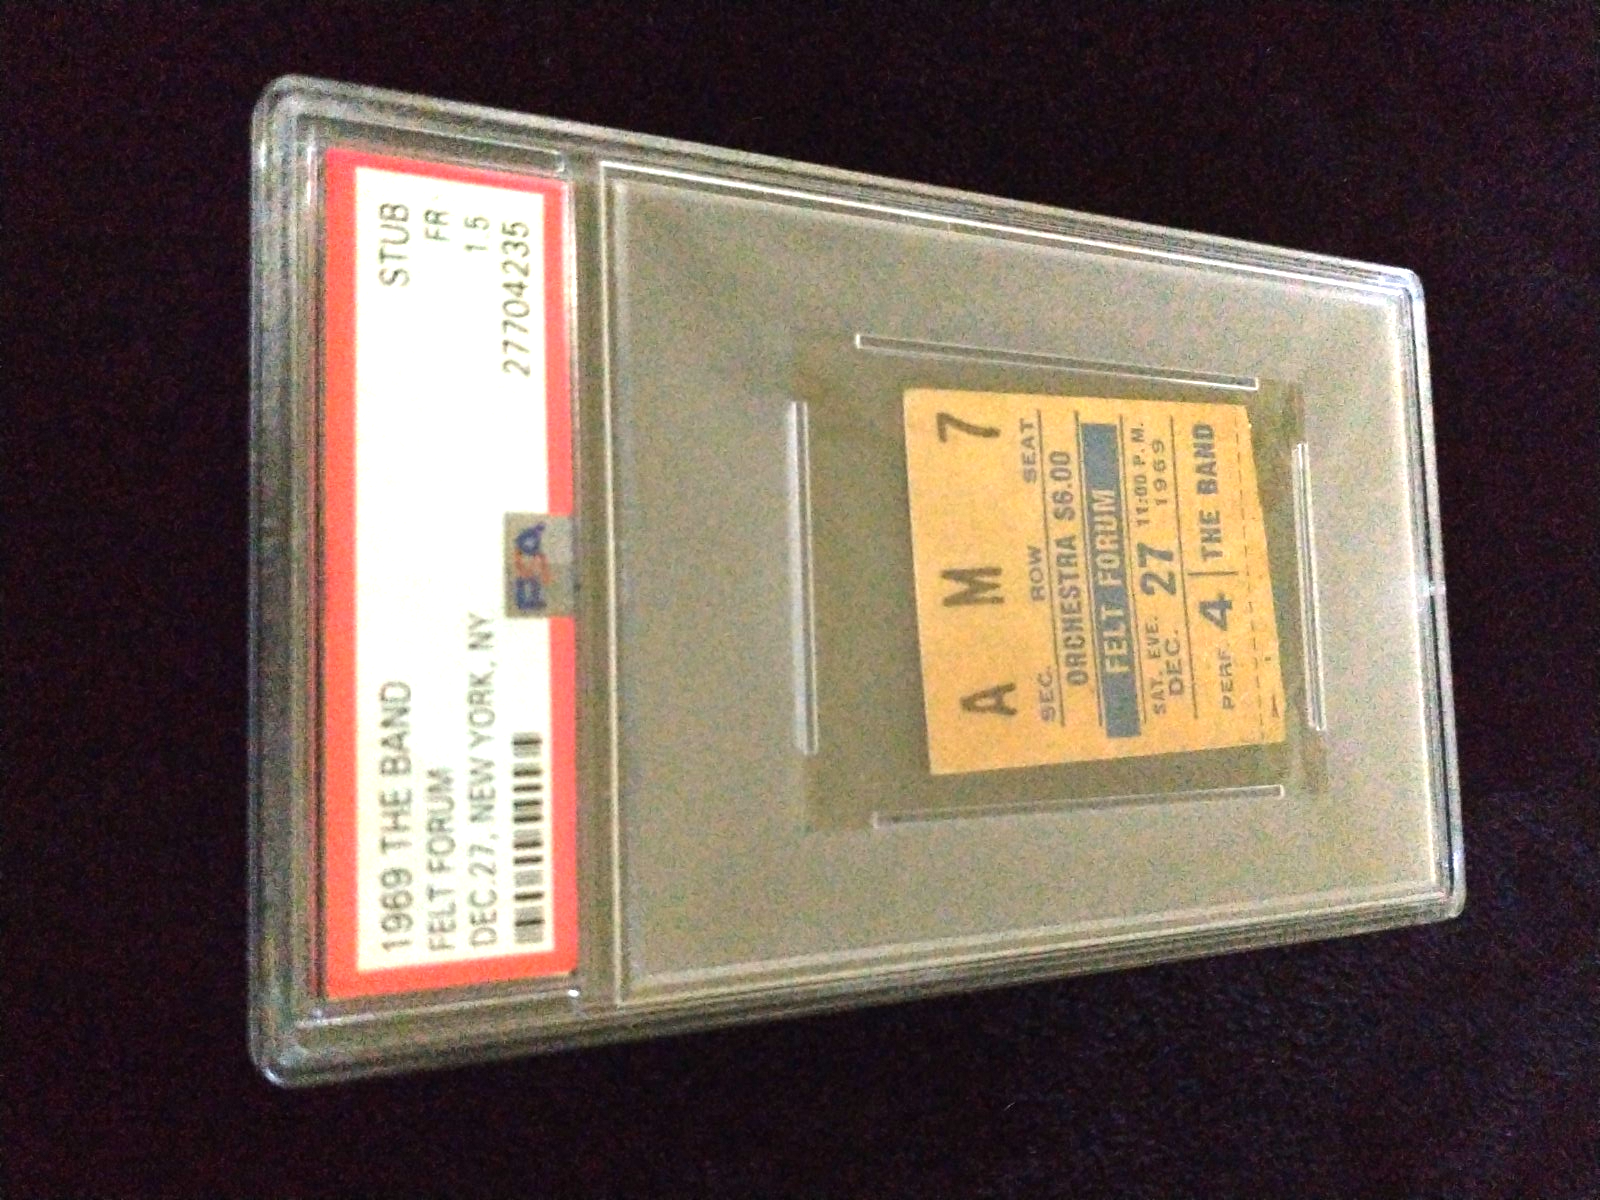 1969 THE BAND STUB
FELT FORUM FR
DEC.27, NEW YORK, NY 1.5
27704235
PSA
A M 7
SEC. ROW SEAT
ORCHESTRA $6.00
FELT FORUM
SAT. EVE. 11:00 P.M.
DEC. 27 1969
PERF. 4 THE BAND